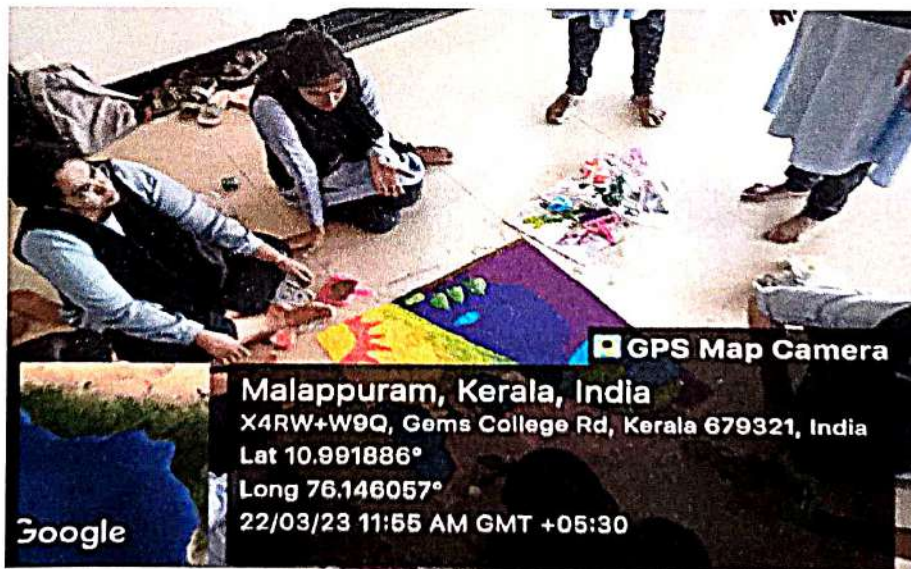 GPS Map Camera
Malappuram, Kerala, India
X4RW+W9Q, Gems College Rd, Kerala 679321, India
Lat 10.991886°
Long 76.146057°
22/03/23 11:55 AM GMT +05:30
Google